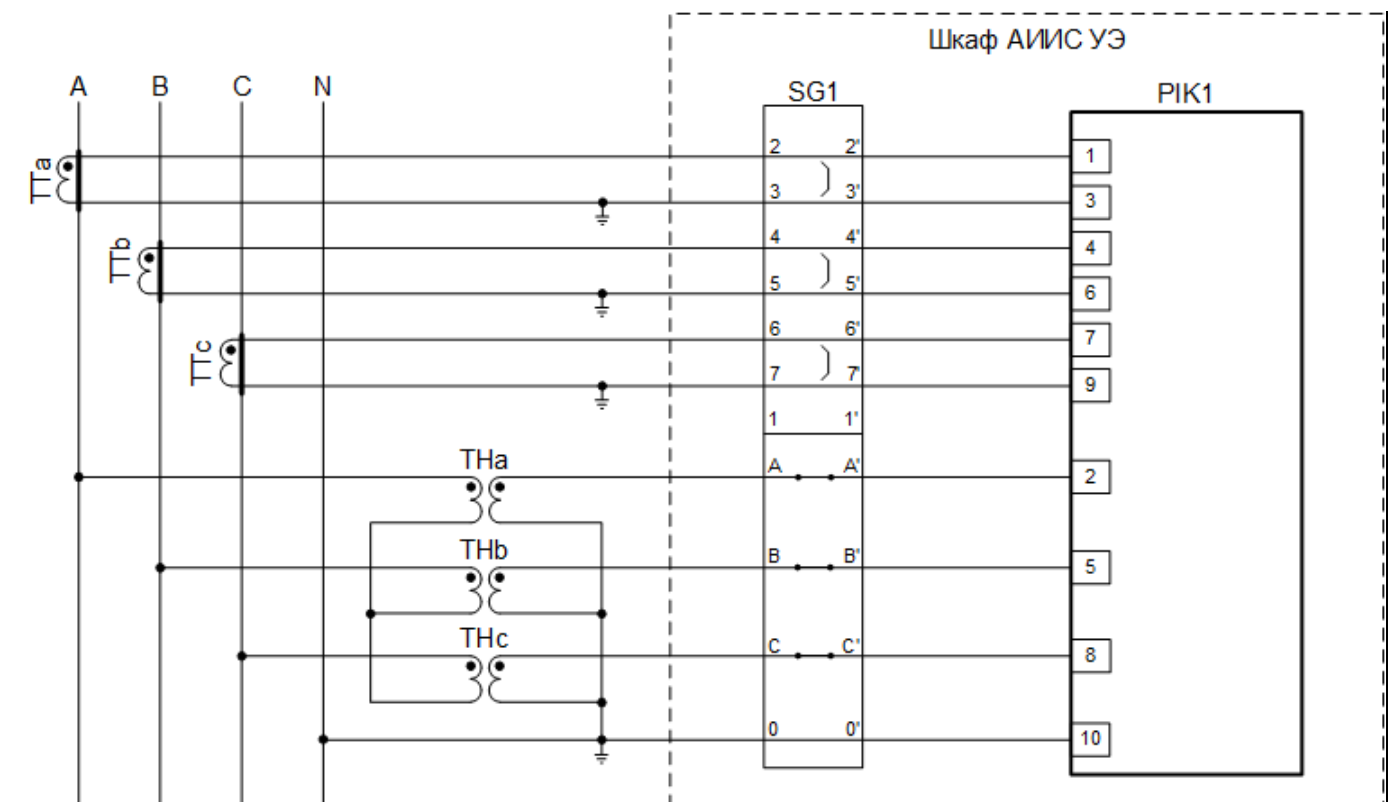 Шкаф АИИС УЭ
A B C N SG1 PIK1
TTa 2 2' 1
3 3' 3
TTb 4 4' 4
5 5' 6
TTc 6 6' 7
7 7' 9
1 1'
THa A A' 2
THb B B' 5
THc C C' 8
0 0' 10